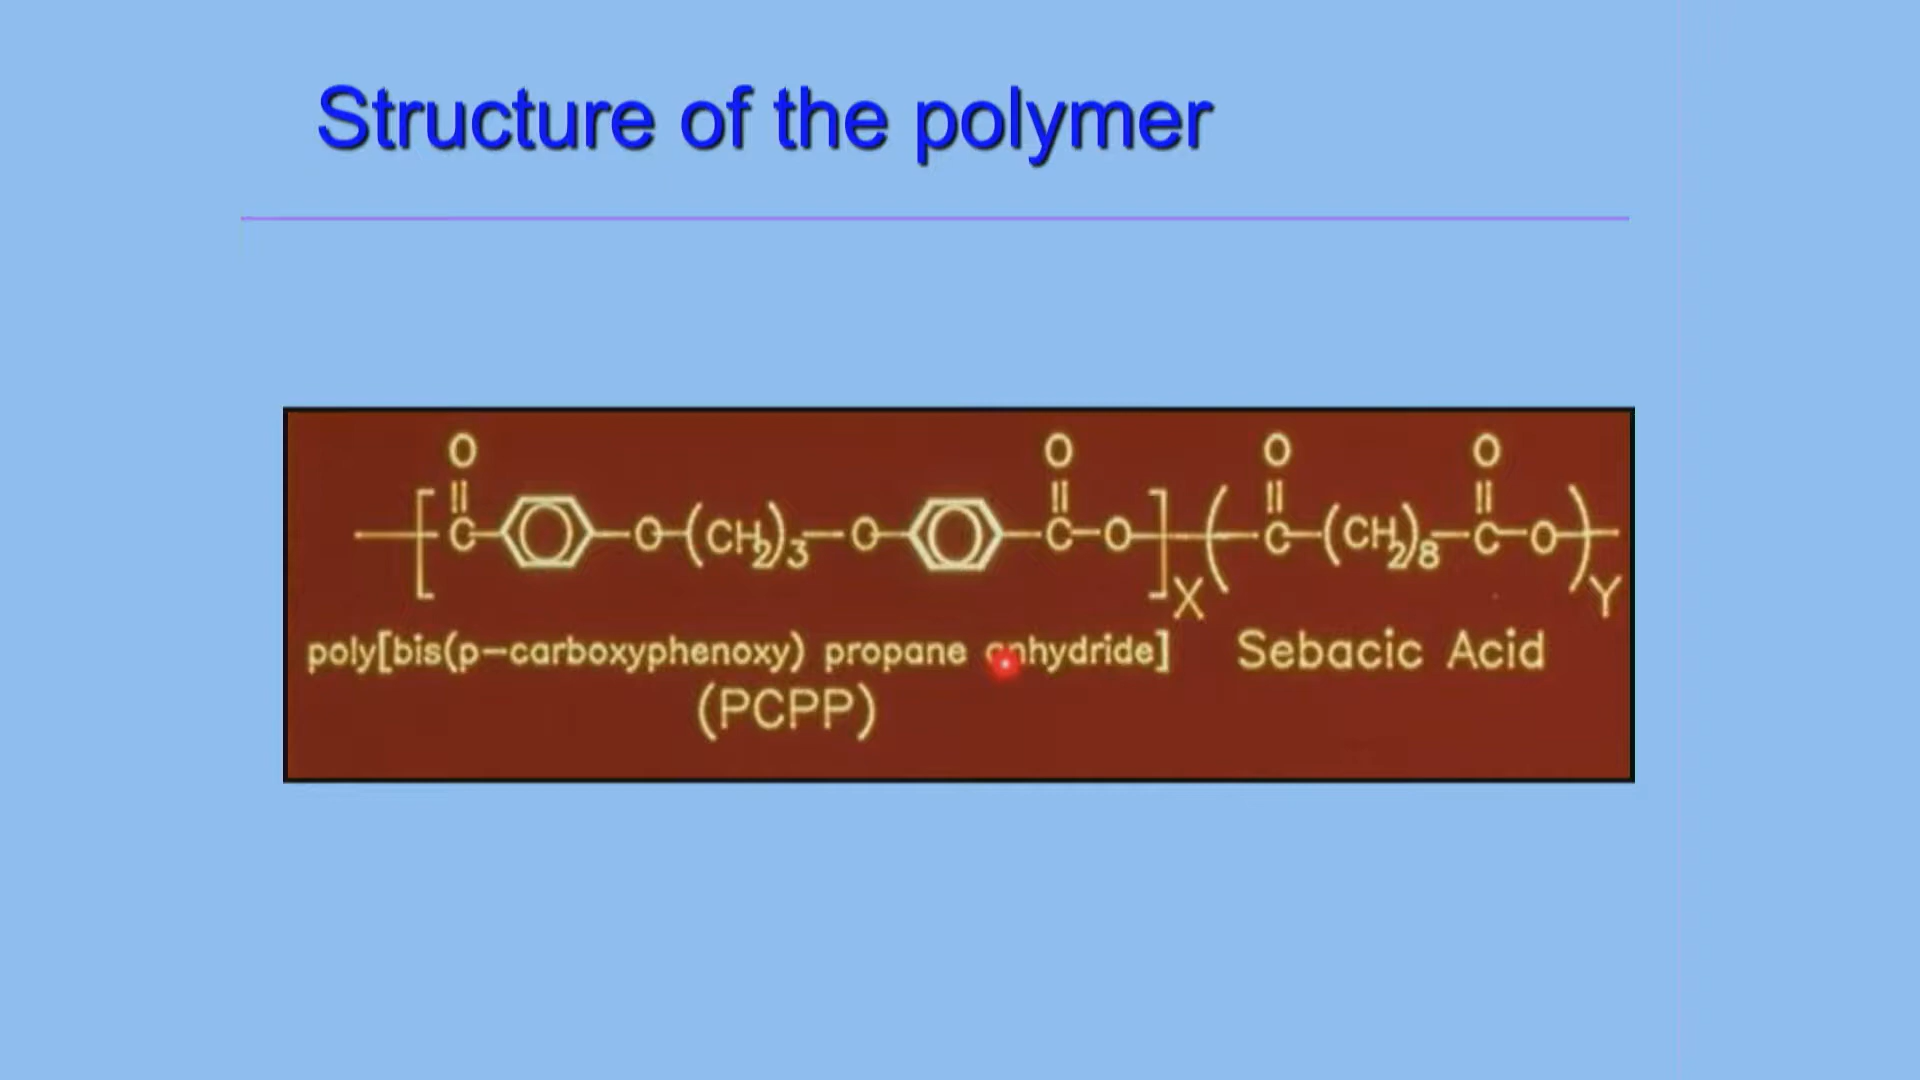 Structure of the polymer
O O O O
C O (CH2)3 O C O X C (CH2)8 C O Y
poly[bis(p-carboxyphenoxy) propane anhydride] Sebacic Acid
(PCPP)